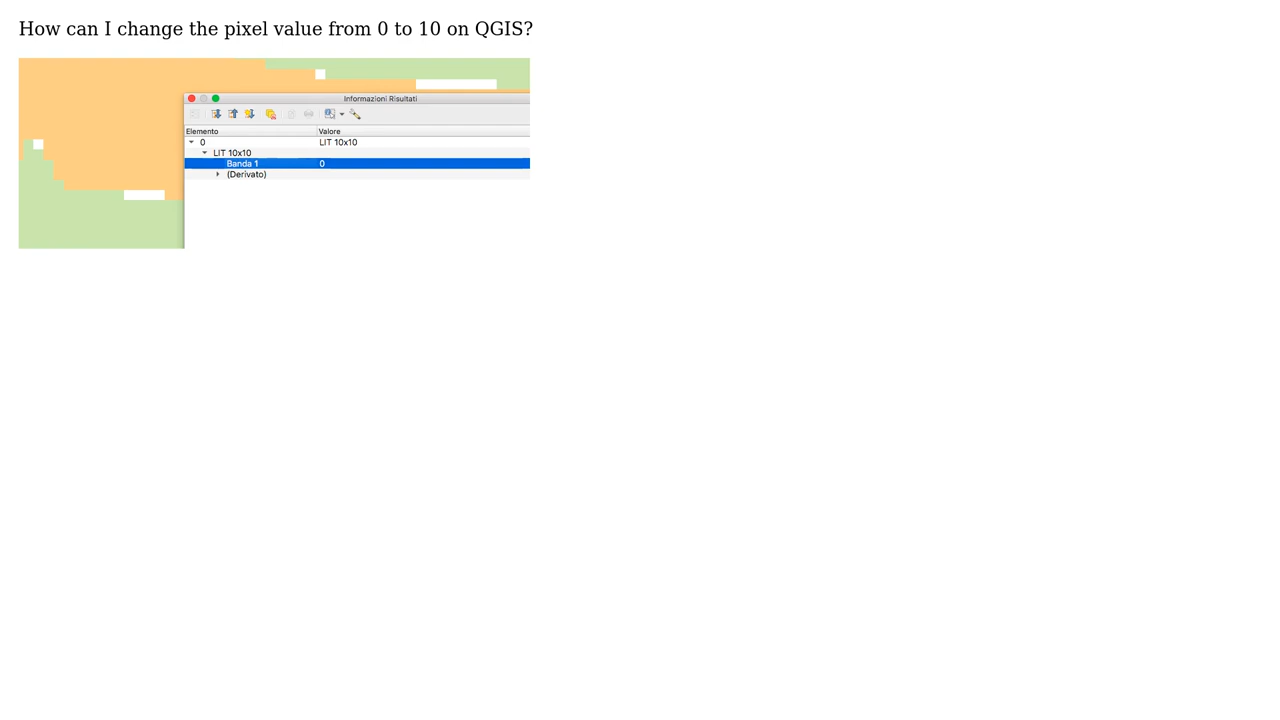 How can I change the pixel value from 0 to 10 on QGIS?
Informazioni Risultati
Elemento Valore
0 LIT 10x10
LIT 10x10
Banda 1 0
(Derivato)